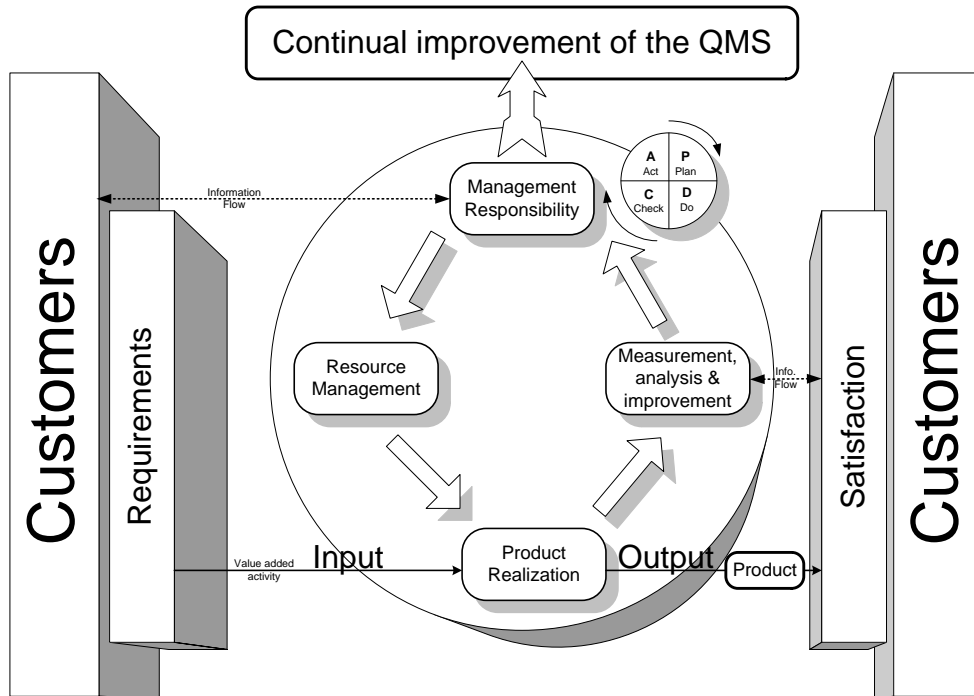 Continual improvement of the QMS
A
Act
P
Plan
C
Check
D
Do
Management
Responsibility
Information
Flow
Customers
Requirements
Resource
Management
Measurement,
analysis &
improvement
Info.
Flow
Satisfaction
Customers
Value added
activity
Input
Product
Realization
Output
Product